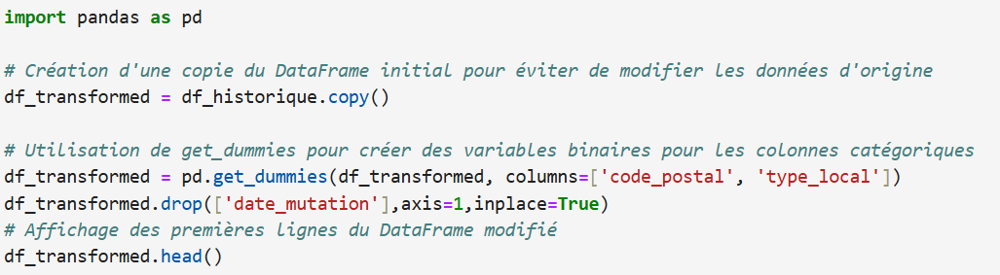 import pandas as pd
# Création d'une copie du DataFrame initial pour éviter de modifier les données d'origine
df_transformed = df_historique.copy()
# Utilisation de get_dummies pour créer des variables binaires pour les colonnes catégoriques
df_transformed = pd.get_dummies(df_transformed, columns=['code_postal', 'type_local'])
df_transformed.drop(['date_mutation'],axis=1,inplace=True)
# Affichage des premières lignes du DataFrame modifié
df_transformed.head()